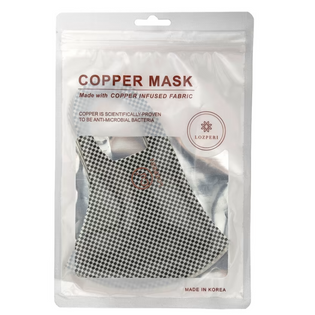 COPPER MASK
Made with COPPER INFUSED FABRIC
COPPER IS SCIENTIFICALLY PROVEN
TO BE ANTI-MICROBIAL BACTERIA
LOZPERI
MADE IN KOREA